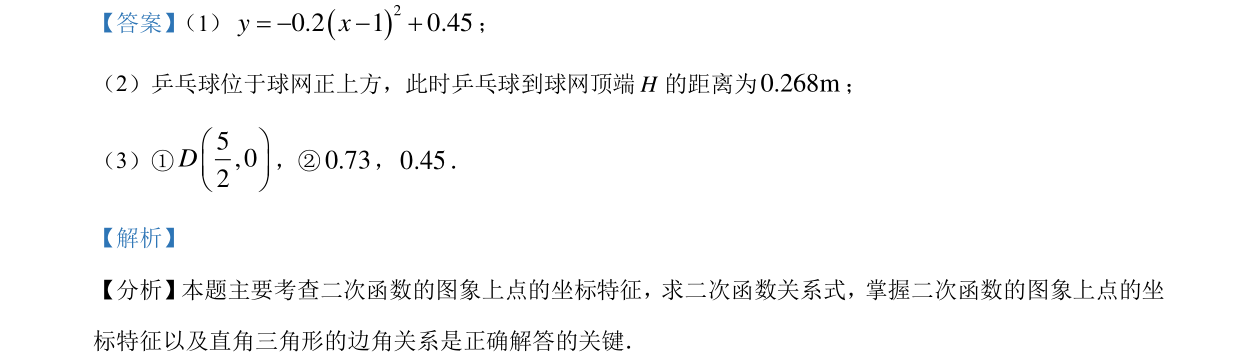 【答案】（1） y = −0.2(x−1)² + 0.45；
（2）乒乓球位于球网正上方，此时乒乓球到球网顶端 H 的距离为0.268m；
（3）①D(5/2,0)，②0.73，0.45．
【解析】
【分析】本题主要考查二次函数的图象上点的坐标特征，求二次函数关系式，掌握二次函数的图象上点的坐
标特征以及直角三角形的边角关系是正确解答的关键．